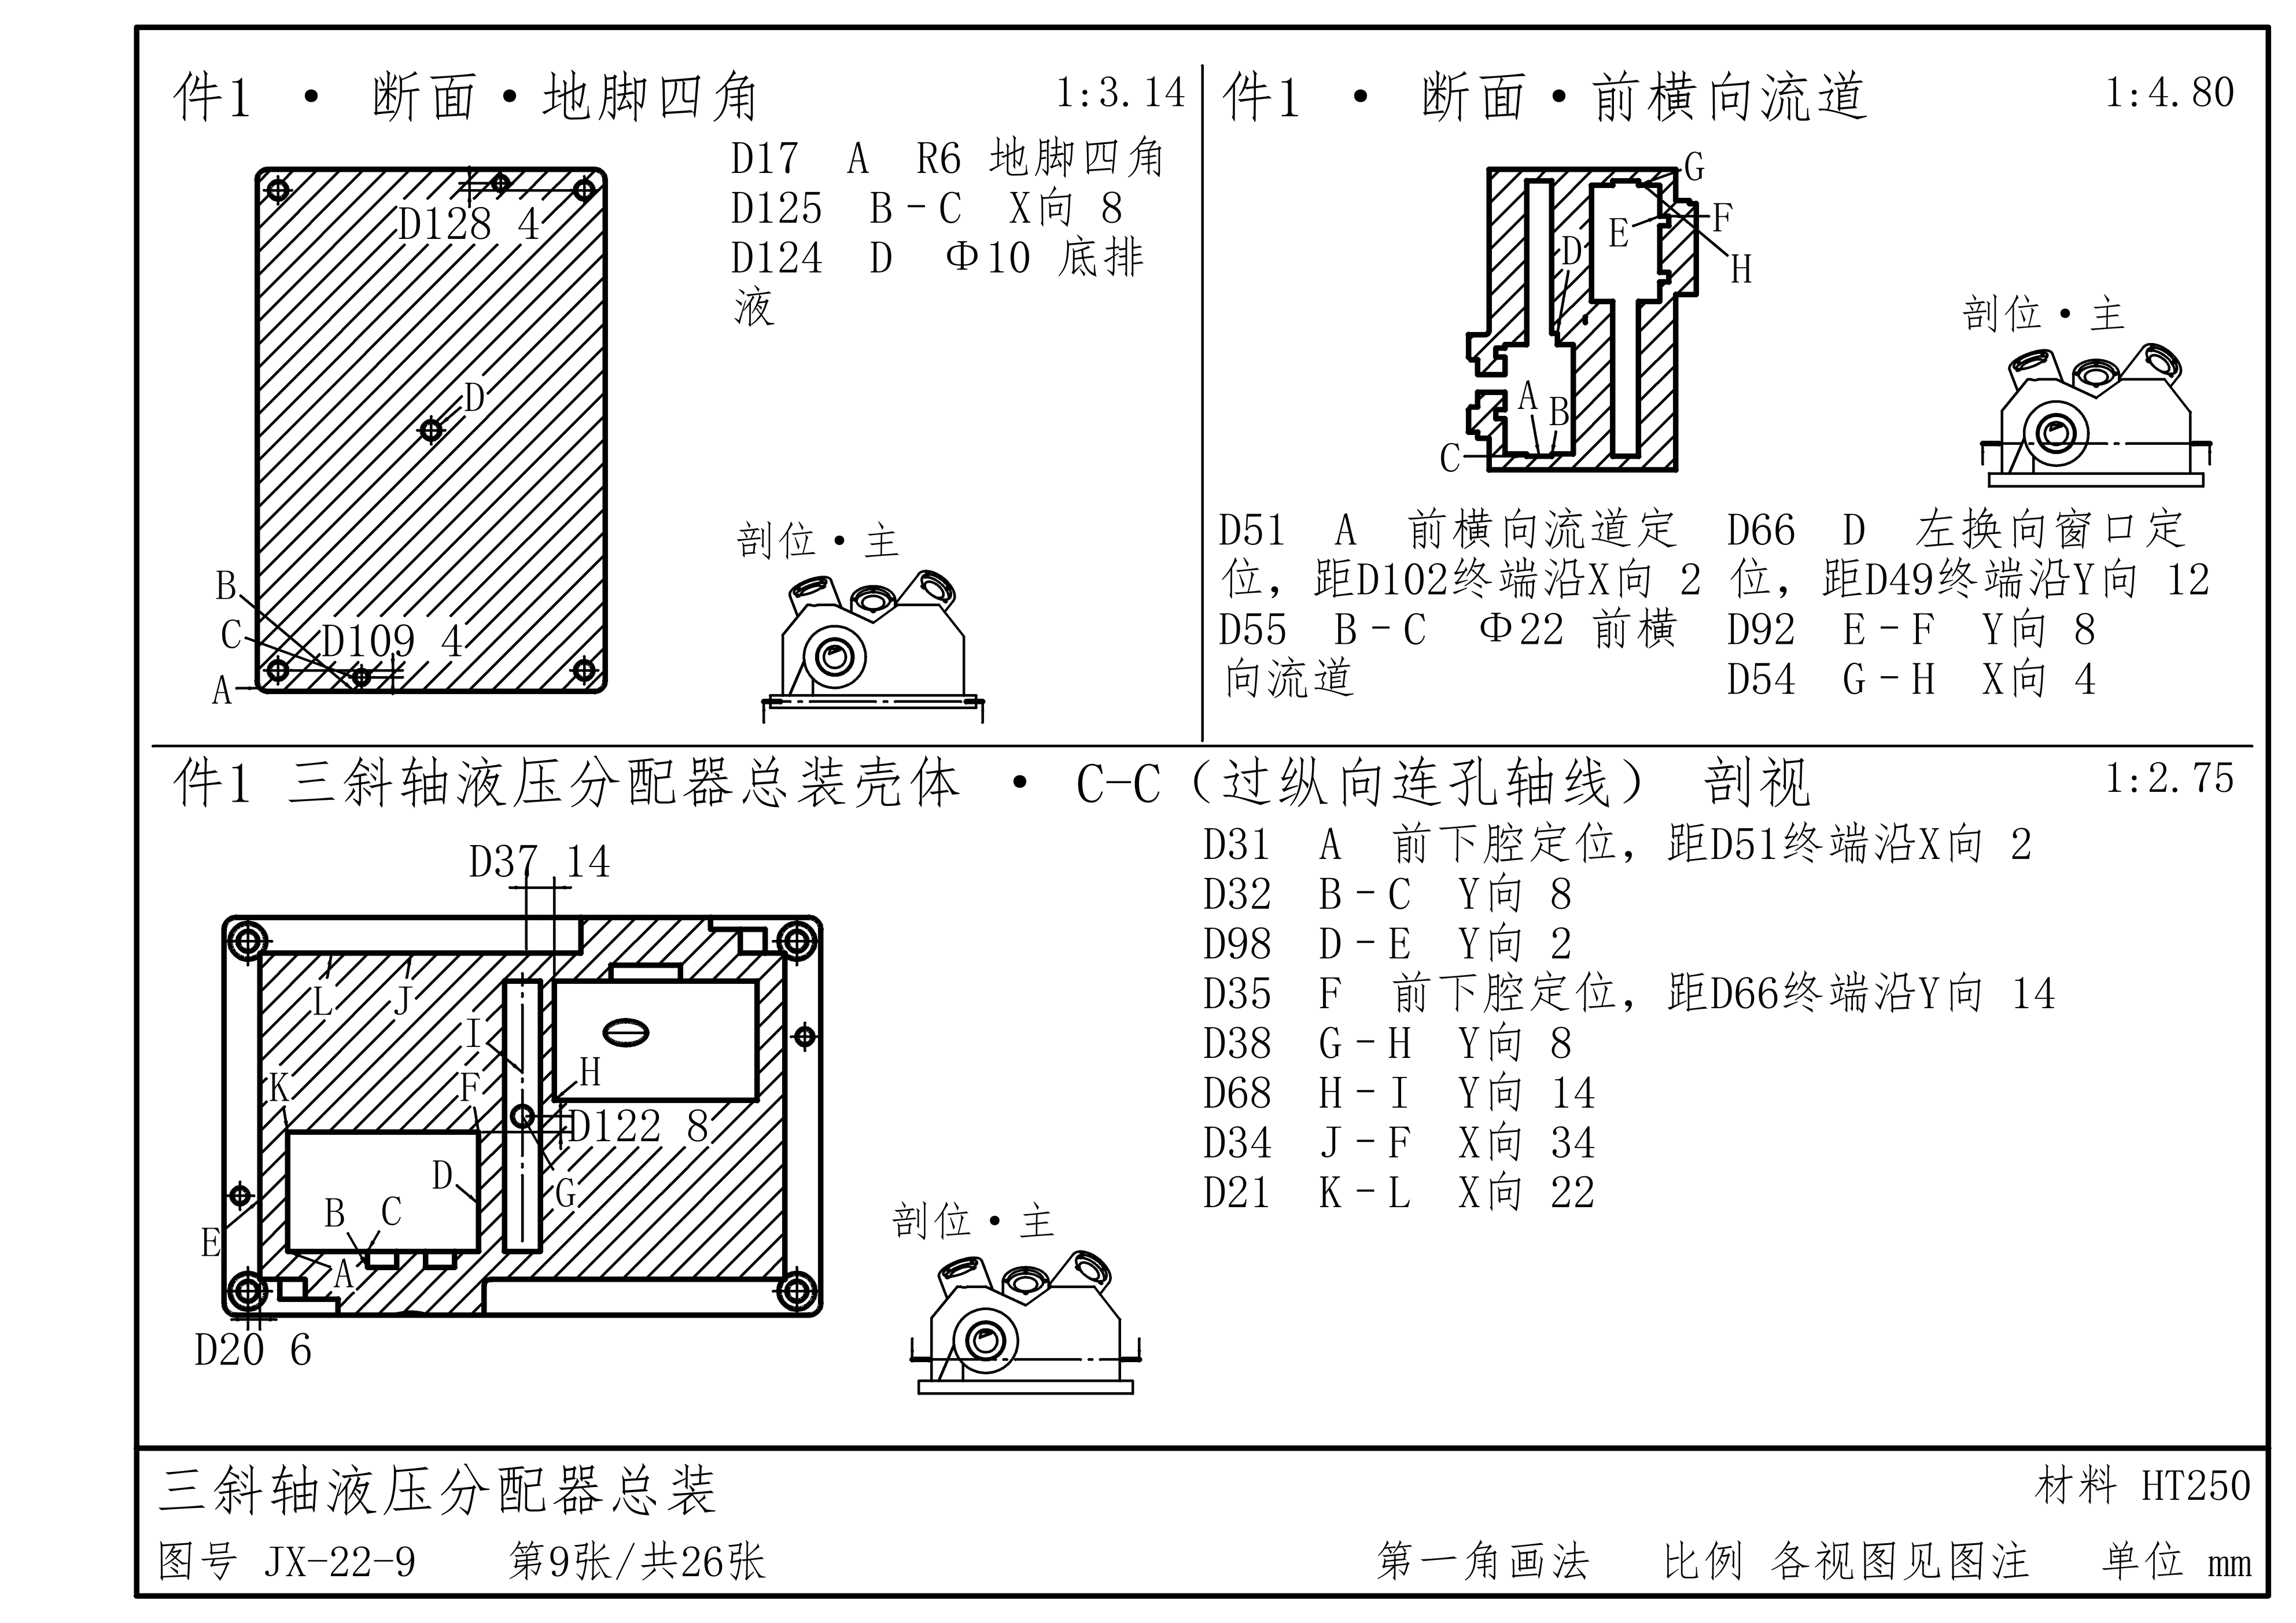 件1 · 断面·地脚四角 1:3.14
D17 A R6 地脚四角
D125 B-C X向 8
D124 D Φ10 底排
液
D128 4
D
B
C
D109 4
A
剖位·主
件1 · 断面·前横向流道 1:4.80
G
F
E
D
H
A
B
C
剖位·主
D51 A 前横向流道定
位，距D102终端沿X向 2
D55 B-C Φ22 前横
向流道
D66 D 左换向窗口定
位，距D49终端沿Y向 12
D92 E-F Y向 8
D54 G-H X向 4
件1 三斜轴液压分配器总装壳体 · C-C（过纵向连孔轴线） 剖视 1:2.75
D37 14
L
J
I
K
F
H
D122 8
D
G
B
C
E
A
D20 6
剖位·主
D31 A 前下腔定位，距D51终端沿X向 2
D32 B-C Y向 8
D98 D-E Y向 2
D35 F 前下腔定位，距D66终端沿Y向 14
D38 G-H Y向 8
D68 H-I Y向 14
D34 J-F X向 34
D21 K-L X向 22
三斜轴液压分配器总装 材料 HT250
图号 JX-22-9 第9张/共26张 第一角画法 比例 各视图见图注 单位 mm